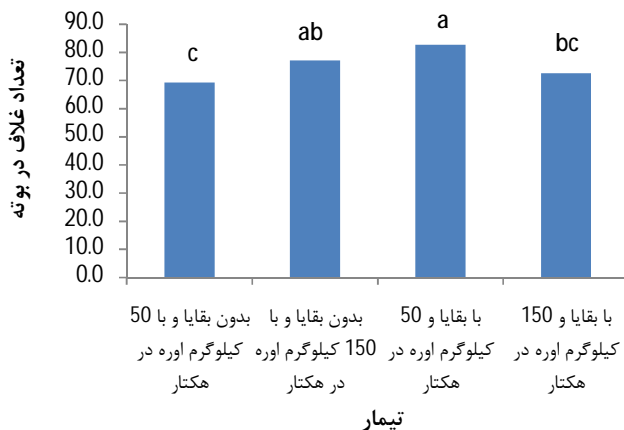 تعداد غلاف در بوته
90.0
80.0
70.0
60.0
50.0
40.0
30.0
20.0
10.0
0.0
c
ab
a
bc
بدون بقایا و با 50
کیلوگرم اوره در
هکتار
بدون بقایا و با
150 کیلوگرم اوره
در هکتار
با بقایا و 50
کیلوگرم اوره در
هکتار
با بقایا و 150
کیلوگرم اوره در
هکتار
تیمار